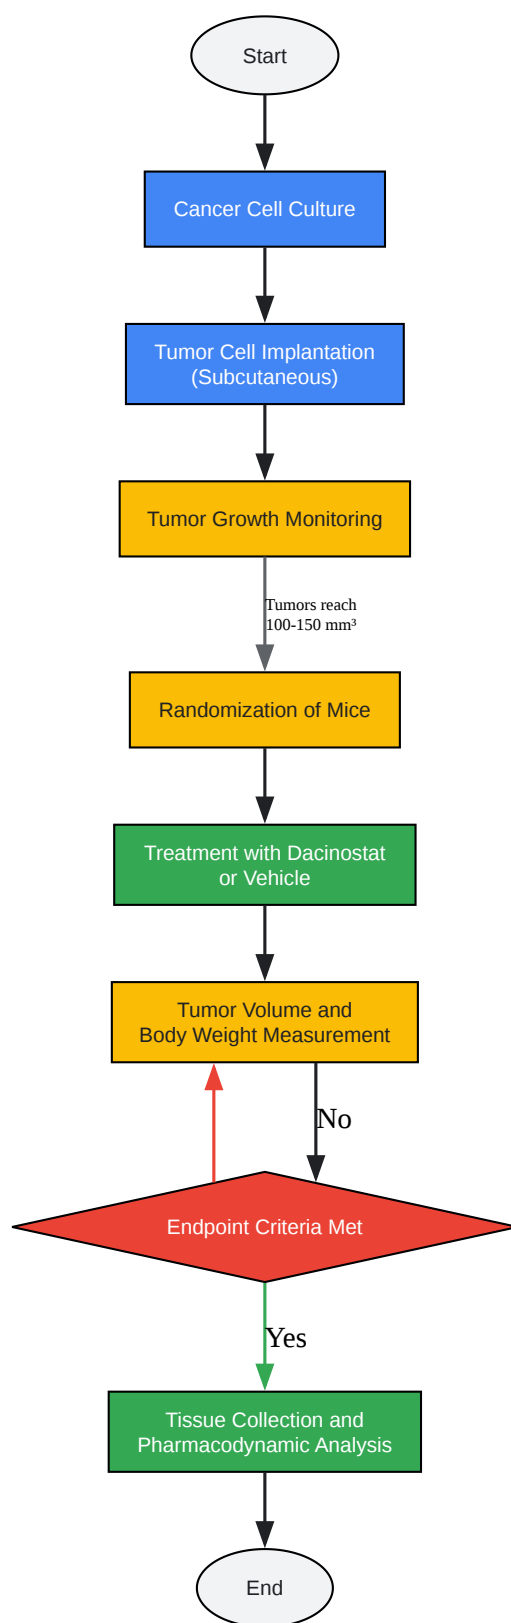 Start
Cancer Cell Culture
Tumor Cell Implantation
(Subcutaneous)
Tumor Growth Monitoring
Tumors reach
100-150 mm³
Randomization of Mice
Treatment with Dacinostat
or Vehicle
Tumor Volume and
Body Weight Measurement
No
Endpoint Criteria Met
Yes
Tissue Collection and
Pharmacodynamic Analysis
End